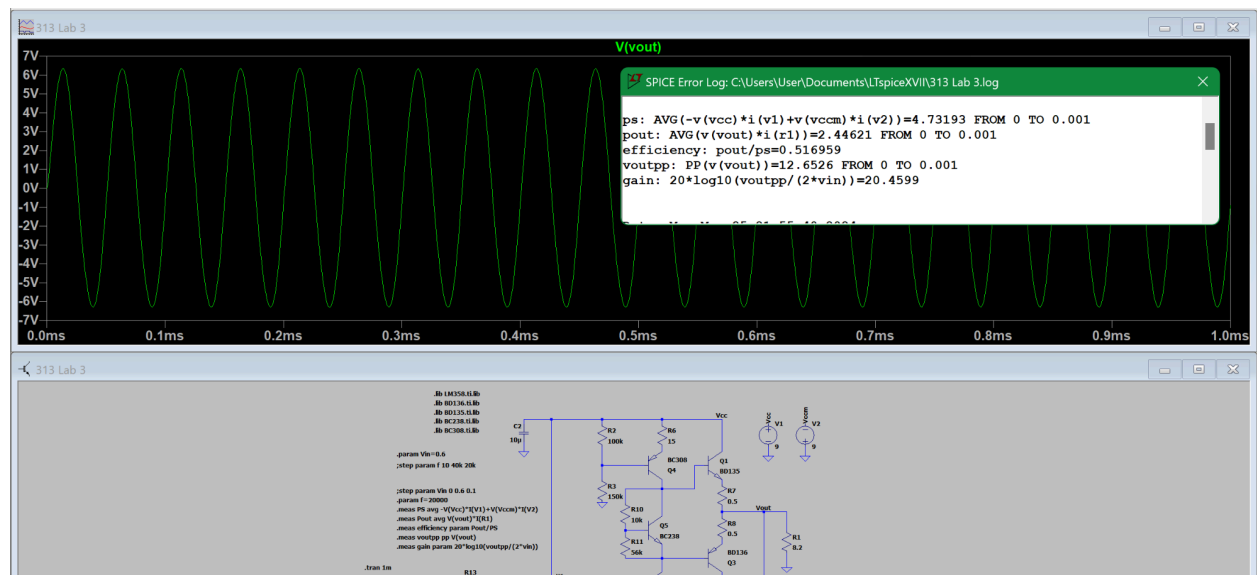 313 Lab 3
V(vout)
7V
6V
5V
4V
3V
2V
1V
0V
-1V
-2V
-3V
-4V
-5V
-6V
-7V
0.0ms 0.1ms 0.2ms 0.3ms 0.4ms 0.5ms 0.6ms 0.7ms 0.8ms 0.9ms 1.0ms
SPICE Error Log: C:\Users\User\Documents\LTspiceXVII\313 Lab 3.log
ps: AVG(-v(vcc)*i(v1)+v(vccm)*i(v2))=4.73193 FROM 0 TO 0.001
pout: AVG(v(vout)*i(r1))=2.44621 FROM 0 TO 0.001
efficiency: pout/ps=0.516959
voutpp: PP(v(vout))=12.6526 FROM 0 TO 0.001
gain: 20*log10(voutpp/(2*vin))=20.4599
313 Lab 3
.lib LM358.ti.lib
.lib BD136.ti.lib
.lib BD135.ti.lib
.lib BC238.ti.lib
.lib BC308.ti.lib
.param Vin=0.6
;step param f 10 40k 20k
;step param Vin 0 0.6 0.1
.param f=20000
.meas PS avg -V(Vcc)*I(V1)+V(Vccm)*I(V2)
.meas Pout avg V(vout)*I(R1)
.meas efficiency param Pout/PS
.meas voutpp pp V(vout)
.meas gain param 20*log10(voutpp/(2*vin))
.tran 1m
R13
C2
10µ
R2
100k
R6
15
Vcc
BC308
Q4
Q1
BD135
R3
150k
R7
0.5
R10
10k
Vout
Q5
BC238
R8
0.5
R11
56k
R1
8.2
BD136
Q3
Vcc
V1
9
Vccm
V2
9